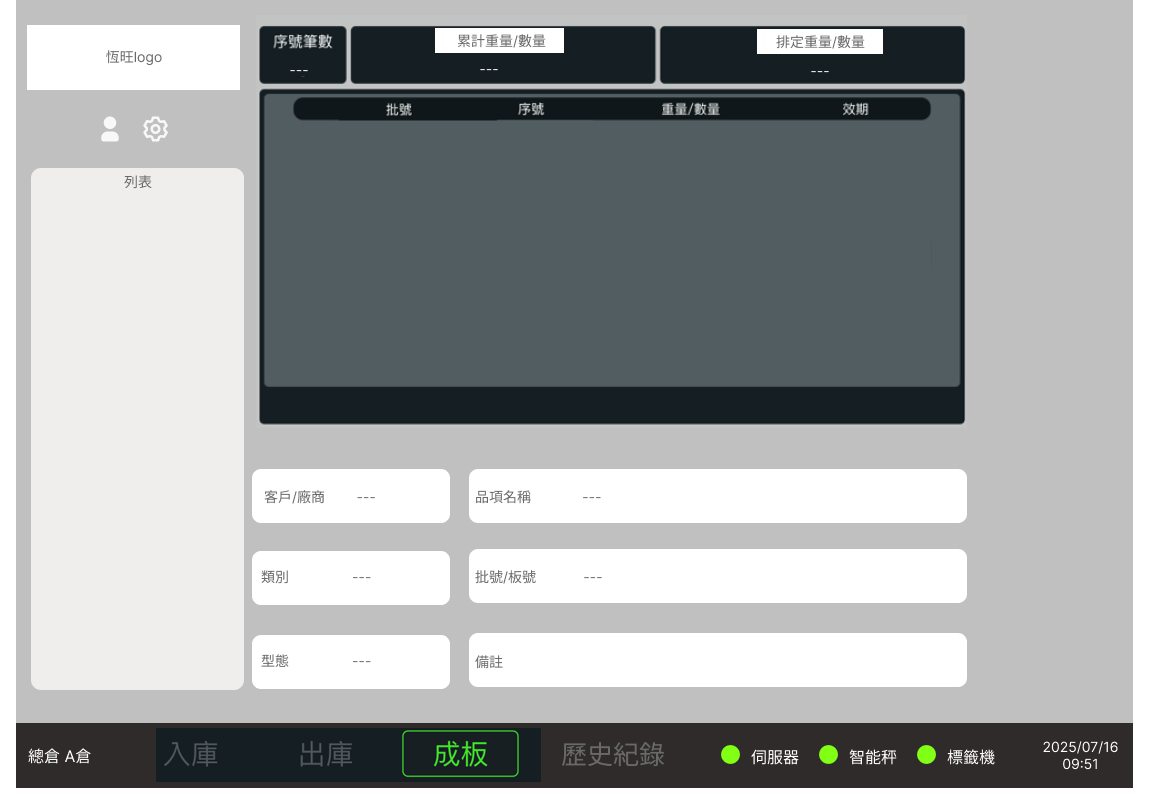 恆旺logo
列表
序號筆數
---
累計重量/數量
---
排定重量/數量
---
批號 序號 重量/數量 效期
客戶/廠商 ---
品項名稱 ---
類別 ---
批號/板號 ---
型態 ---
備註
總倉 A倉
入庫 出庫 成板 歷史紀錄
伺服器 智能秤 標籤機
2025/07/16
09:51